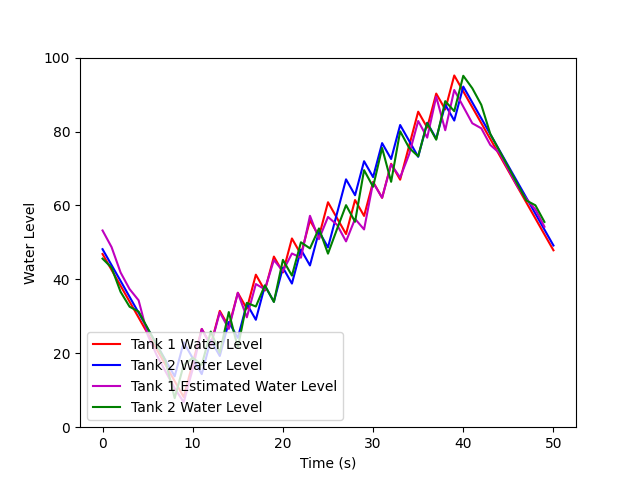 100
80
60
40
20
0
Water Level
Tank 1 Water Level
Tank 2 Water Level
Tank 1 Estimated Water Level
Tank 2 Water Level
0 10 20 30 40 50
Time (s)